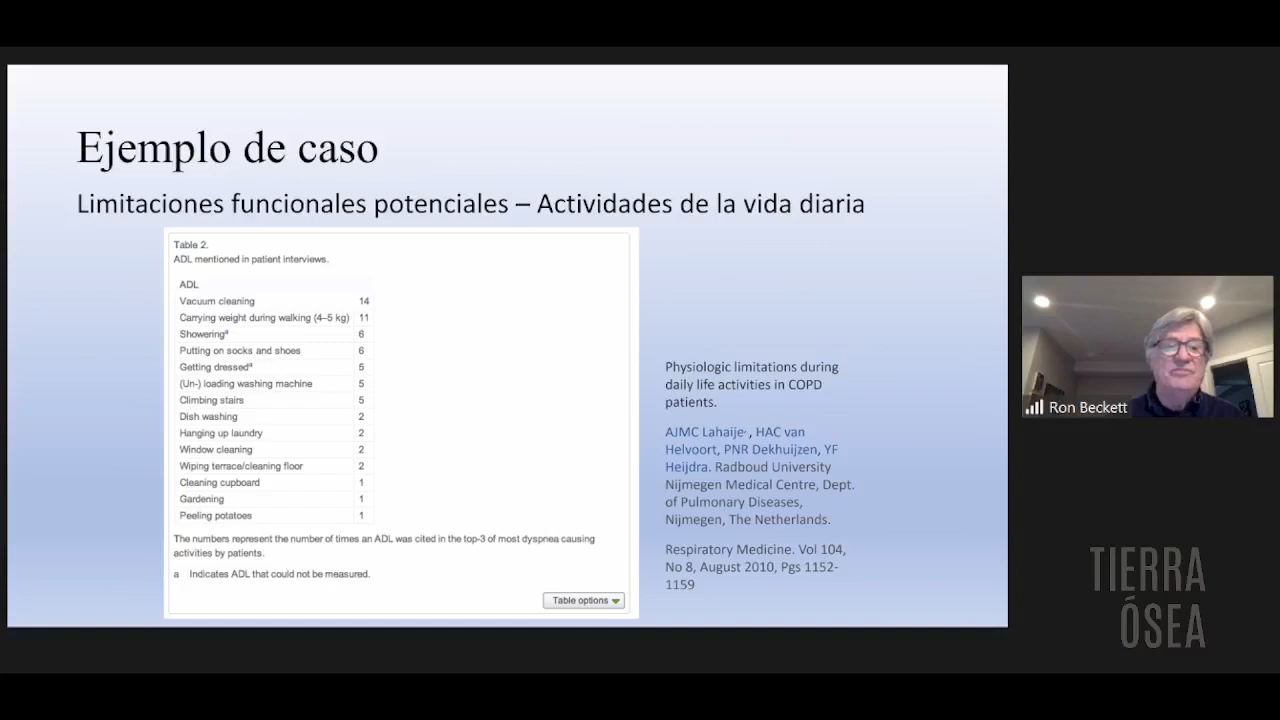 Ejemplo de caso
Limitaciones funcionales potenciales – Actividades de la vida diaria
Table 2.
ADL mentioned in patient interviews.
ADL
Vacuum cleaning 14
Carrying weight during walking (4–5 kg) 11
Showeringa 6
Putting on socks and shoes 6
Getting dresseda 5
(Un-) loading washing machine 5
Climbing stairs 5
Dish washing 2
Hanging up laundry 2
Window cleaning 2
Wiping terrace/cleaning floor 2
Cleaning cupboard 1
Gardening 1
Peeling potatoes 1
The numbers represent the number of times an ADL was cited in the top-3 of most dyspnea causing
activities by patients.
a Indicates ADL that could not be measured.
Table options
Physiologic limitations during
daily life activities in COPD
patients.
AJMC Lahaije, HAC van
Helvoort, PNR Dekhuijzen, YF
Heijdra. Radboud University
Nijmegen Medical Centre, Dept.
of Pulmonary Diseases,
Nijmegen, The Netherlands.
Respiratory Medicine. Vol 104,
No 8, August 2010, Pgs 1152-
1159
Ron Beckett
TIERRA
ÓSEA